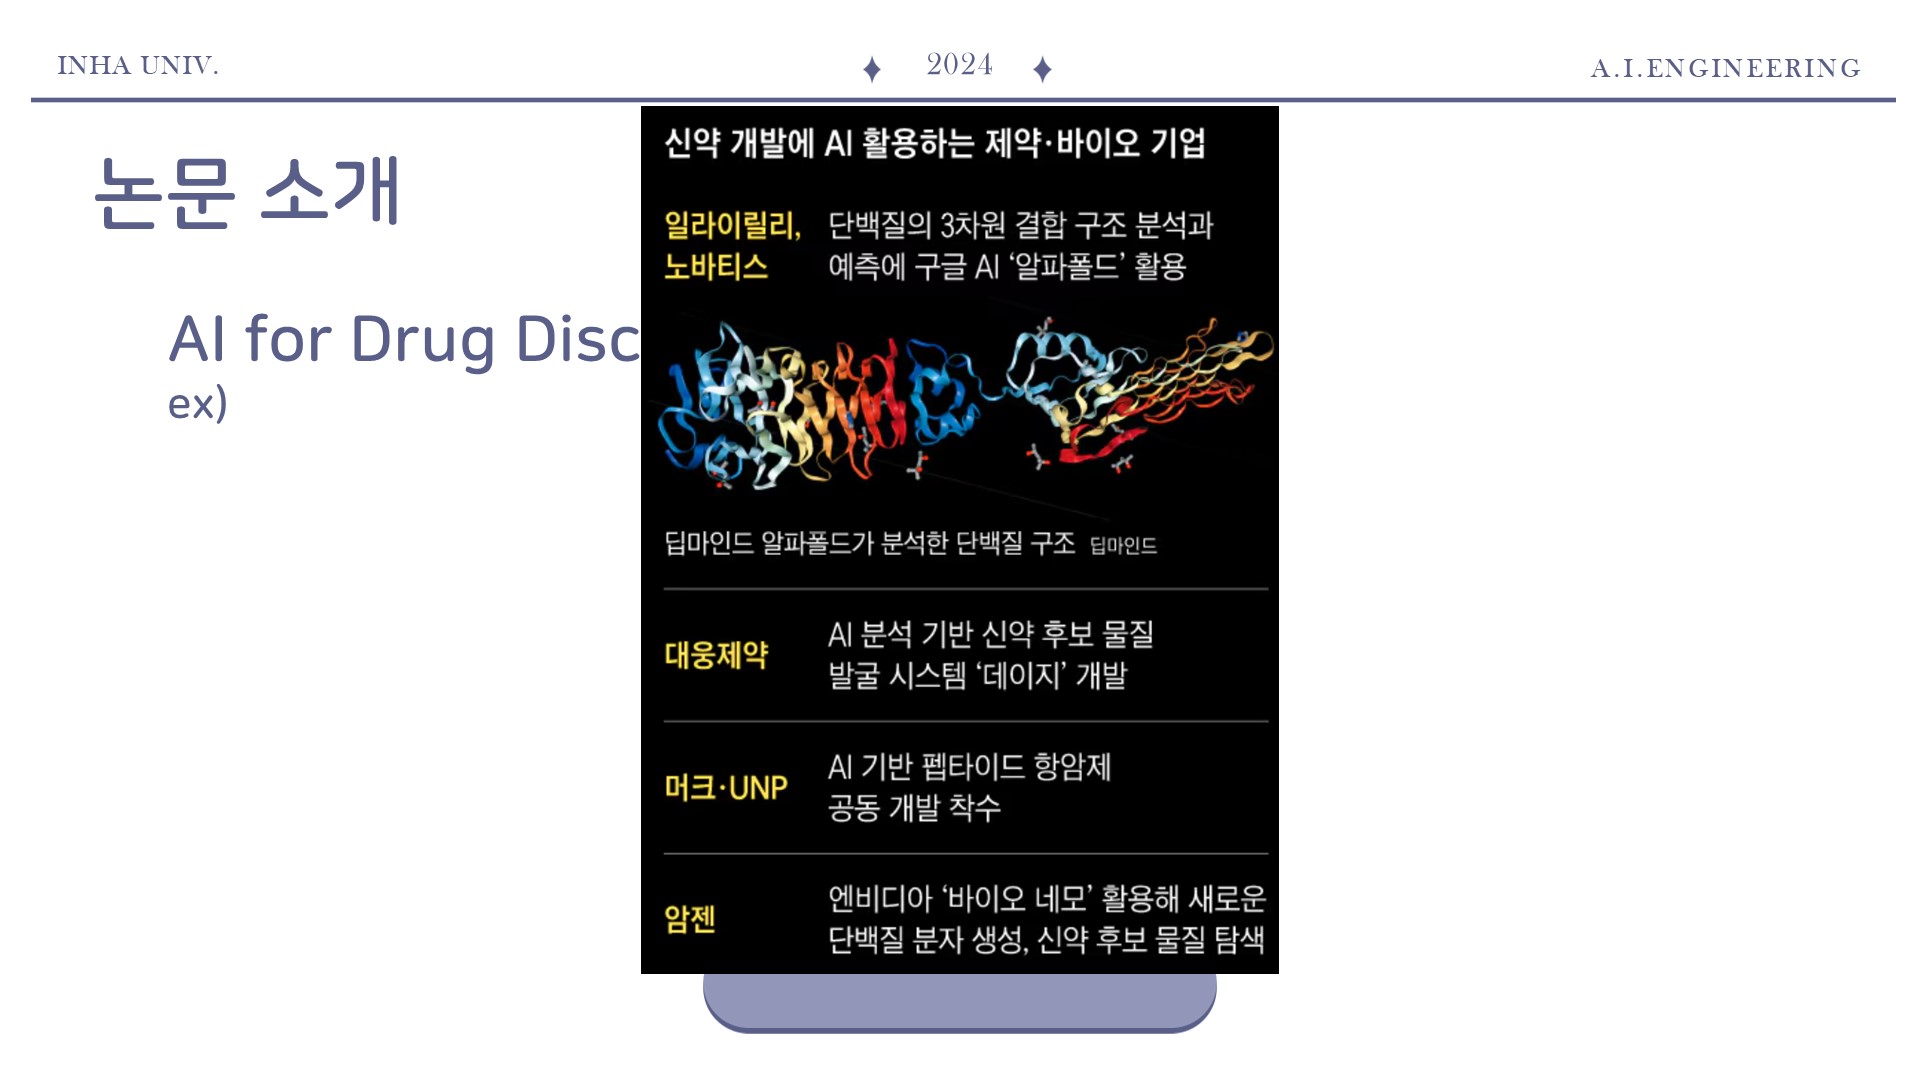 INHA UNIV.
2024
A.I.ENGINEERING
논문 소개
AI for Drug Disc
ex)
신약 개발에 AI 활용하는 제약·바이오 기업
일라이릴리,
노바티스
단백질의 3차원 결합 구조 분석과
예측에 구글 AI ‘알파폴드’ 활용
딥마인드 알파폴드가 분석한 단백질 구조 딥마인드
대웅제약
AI 분석 기반 신약 후보 물질
발굴 시스템 ‘데이지’ 개발
머크·UNP
AI 기반 펩타이드 항암제
공동 개발 착수
암젠
엔비디아 ‘바이오 네모’ 활용해 새로운
단백질 분자 생성, 신약 후보 물질 탐색